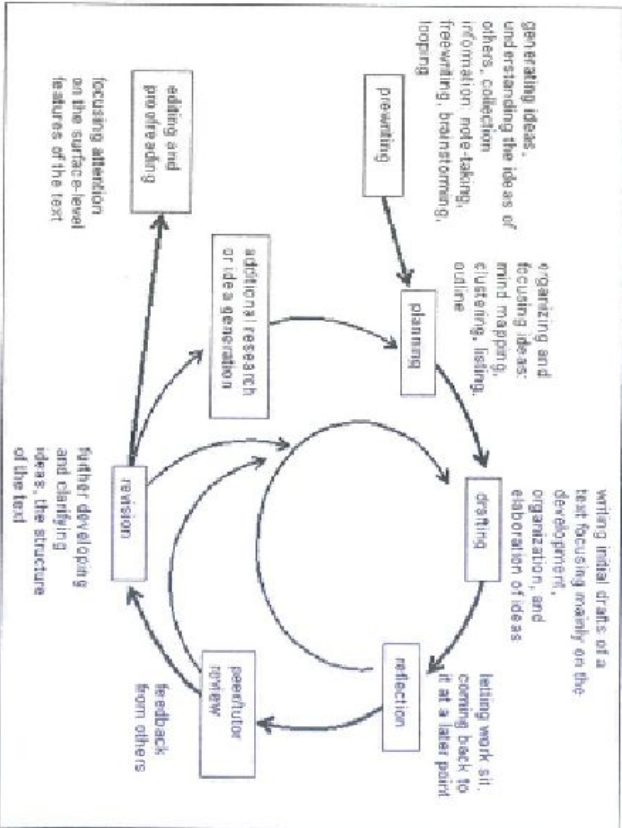 generating ideas,
understanding the ideas of
others, collection
information: note-taking,
freewriting, brainstorming,
looping
prewriting
organizing and
focusing ideas:
mind mapping,
clustering, listing,
outline
planning
writing initial drafts of a
text focusing mainly on the
development,
organization, and
elaboration of ideas
drafting
letting work sit,
coming back to
it at a later point
reflection
peer/tutor
review
feedback
from others
revision
further developing
and clarifying
ideas, the structure
of the text
additional research
or idea generation
editing and
proofreading
focusing attention
on the surface-level
features of the text